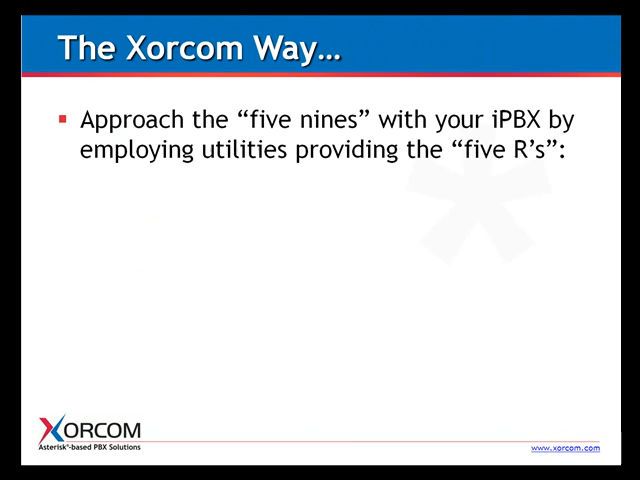 The Xorcom Way…
Approach the “five nines” with your iPBX by
employing utilities providing the “five R’s”:
XORCOM
Asterisk®-based PBX Solutions
www.xorcom.com